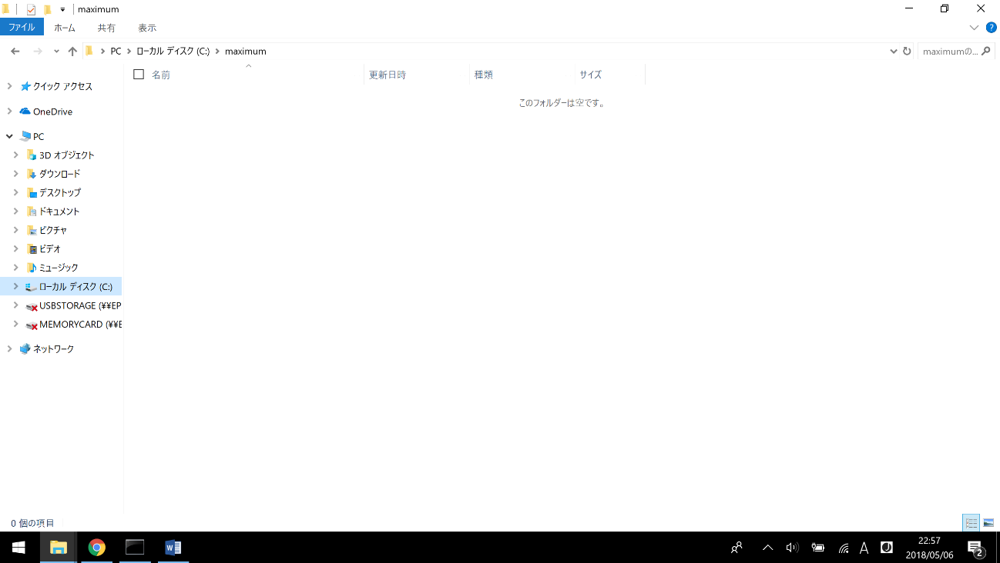 maximum
ファイル ホーム 共有 表示
PC ローカル ディスク (C:) maximum maximumの...
名前 更新日時 種類 サイズ
このフォルダーは空です。
クイック アクセス
OneDrive
PC
3D オブジェクト
ダウンロード
デスクトップ
ドキュメント
ピクチャ
ビデオ
ミュージック
ローカル ディスク (C:)
USBSTORAGE (¥¥EP
MEMORYCARD (¥¥E
ネットワーク
0 個の項目
A 22:57
2018/05/06 2